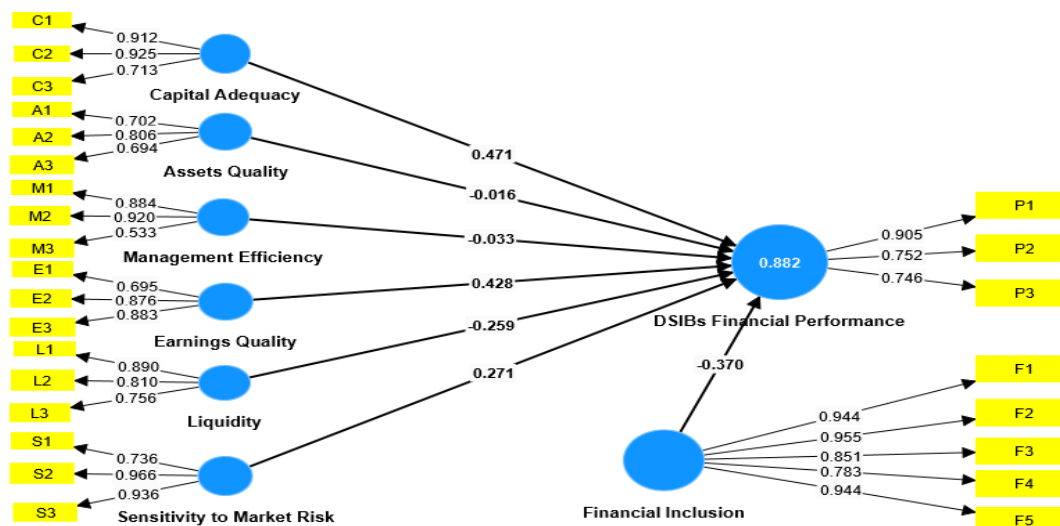 C1
0.912
C2
0.925
C3
0.713
Capital Adequacy
A1
0.702
A2
0.806
A3
0.694
Assets Quality
M1
0.884
M2
0.920
M3
0.533
Management Efficiency
E1
0.695
E2
0.876
E3
0.883
Earnings Quality
L1
0.890
L2
0.810
L3
0.756
Liquidity
S1
0.736
S2
0.966
S3
0.936
Sensitivity to Market Risk
0.471
-0.016
-0.033
0.428
-0.259
0.271
-0.370
0.882
DSIBs Financial Performance
P1
0.905
P2
0.752
P3
0.746
Financial Inclusion
F1
0.944
F2
0.955
F3
0.851
F4
0.783
F5
0.944